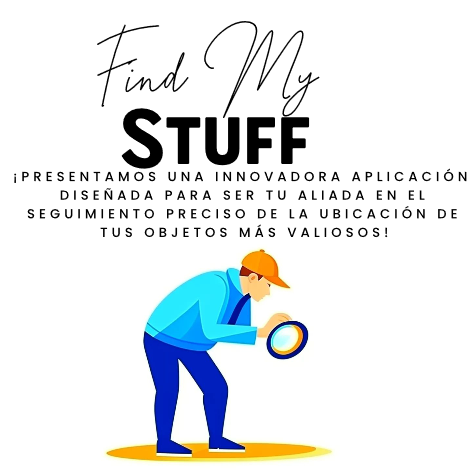 Find My
STUFF
¡PRESENTAMOS UNA INNOVADORA APLICACIÓN
DISEÑADA PARA SER TU ALIADA EN EL
SEGUIMIENTO PRECISO DE LA UBICACIÓN DE
TUS OBJETOS MÁS VALIOSOS!